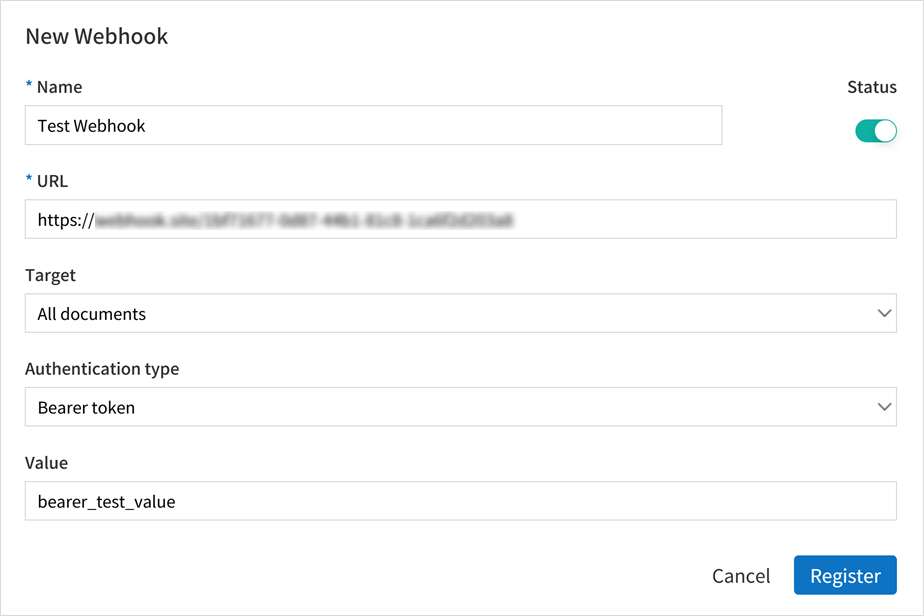 New Webhook
* Name
Status
Test Webhook
* URL
https://
Target
All documents
Authentication type
Bearer token
Value
bearer_test_value
Cancel
Register